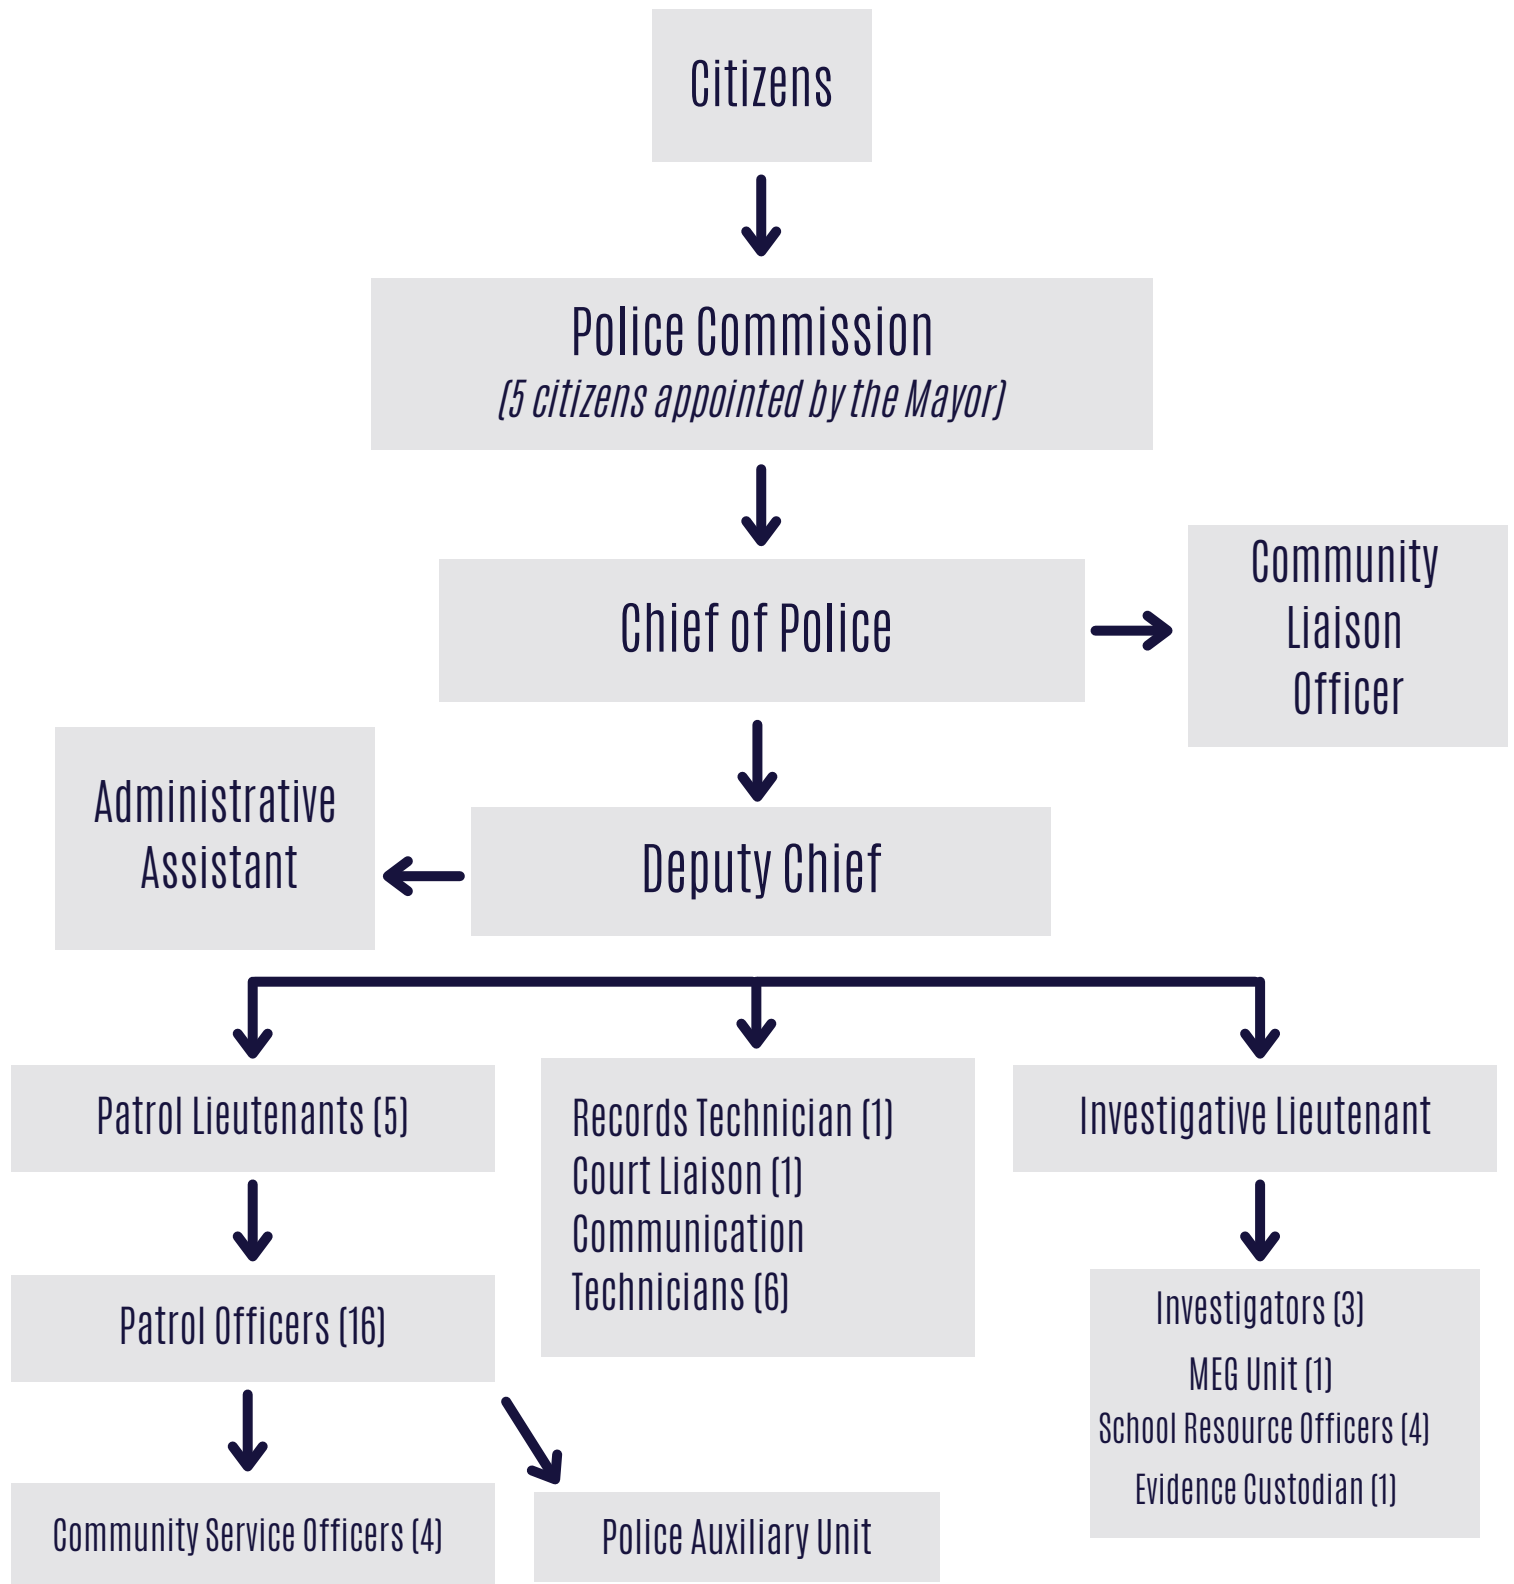 Citizens
Police Commission
(5 citizens appointed by the Mayor)
Chief of Police
Community
Liaison
Officer
Administrative
Assistant
Deputy Chief
Patrol Lieutenants (5)
Records Technician (1)
Court Liaison (1)
Communication
Technicians (6)
Investigative Lieutenant
Patrol Officers (16)
Investigators (3)
MEG Unit (1)
School Resource Officers (4)
Evidence Custodian (1)
Community Service Officers (4)
Police Auxiliary Unit